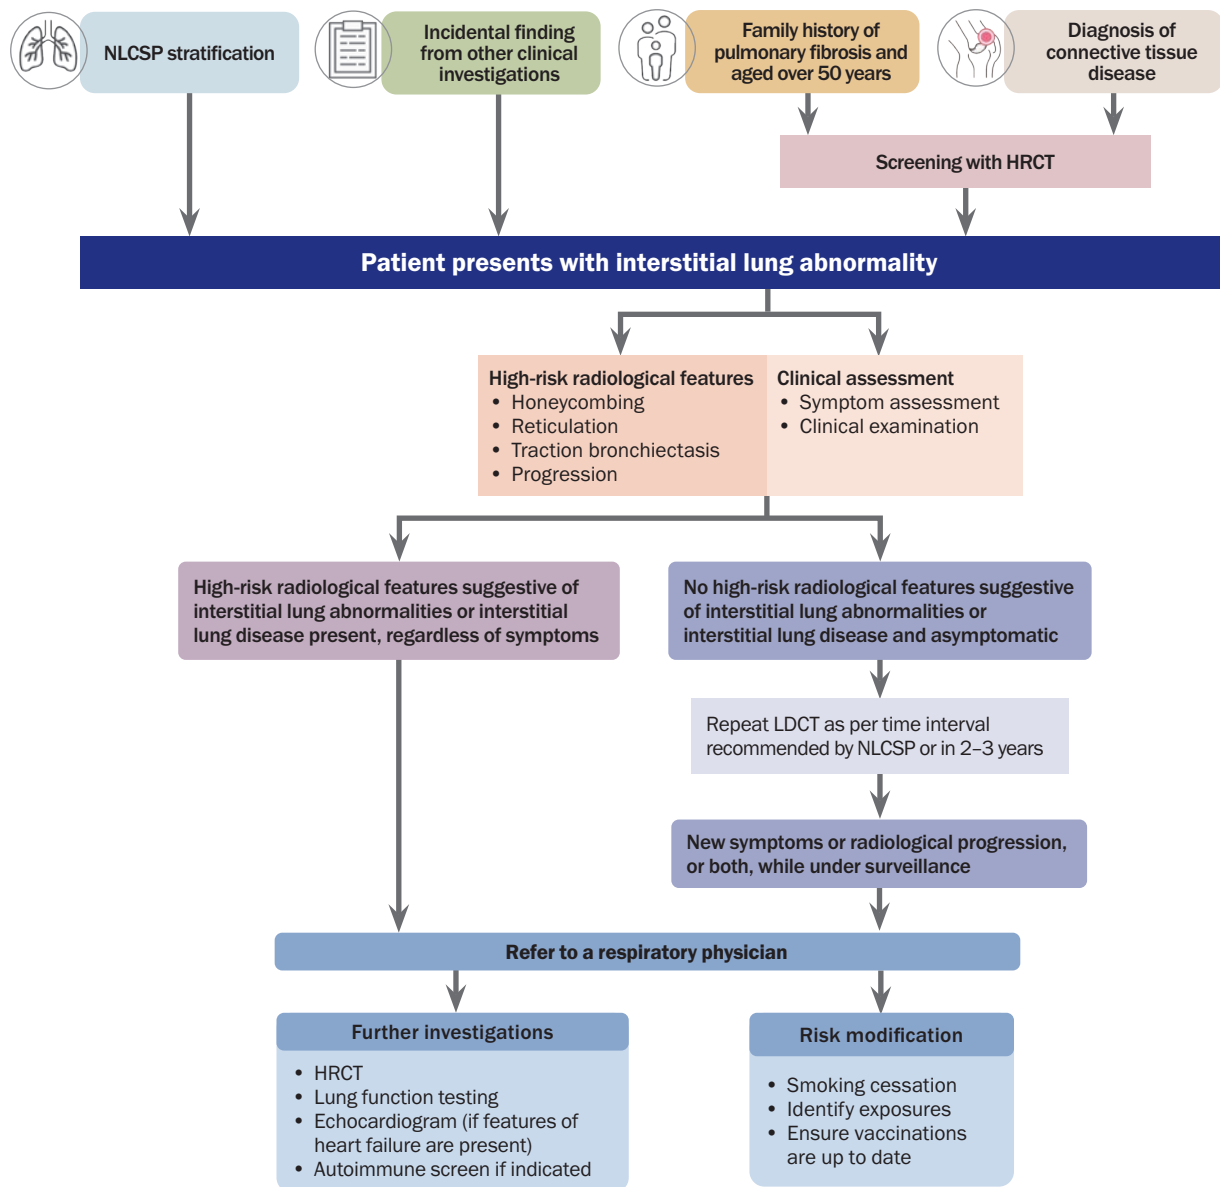 NLCSP stratification
Incidental finding
from other clinical
investigations
Family history of
pulmonary fibrosis and
aged over 50 years
Diagnosis of
connective tissue
disease
Screening with HRCT
Patient presents with interstitial lung abnormality
High-risk radiological features
• Honeycombing
• Reticulation
• Traction bronchiectasis
• Progression
Clinical assessment
• Symptom assessment
• Clinical examination
High-risk radiological features suggestive of
interstitial lung abnormalities or interstitial
lung disease present, regardless of symptoms
No high-risk radiological features suggestive
of interstitial lung abnormalities or
interstitial lung disease and asymptomatic
Repeat LDCT as per time interval
recommended by NLCSP or in 2–3 years
New symptoms or radiological progression,
or both, while under surveillance
Refer to a respiratory physician
Further investigations
• HRCT
• Lung function testing
• Echocardiogram (if features of
heart failure are present)
• Autoimmune screen if indicated
Risk modification
• Smoking cessation
• Identify exposures
• Ensure vaccinations
are up to date